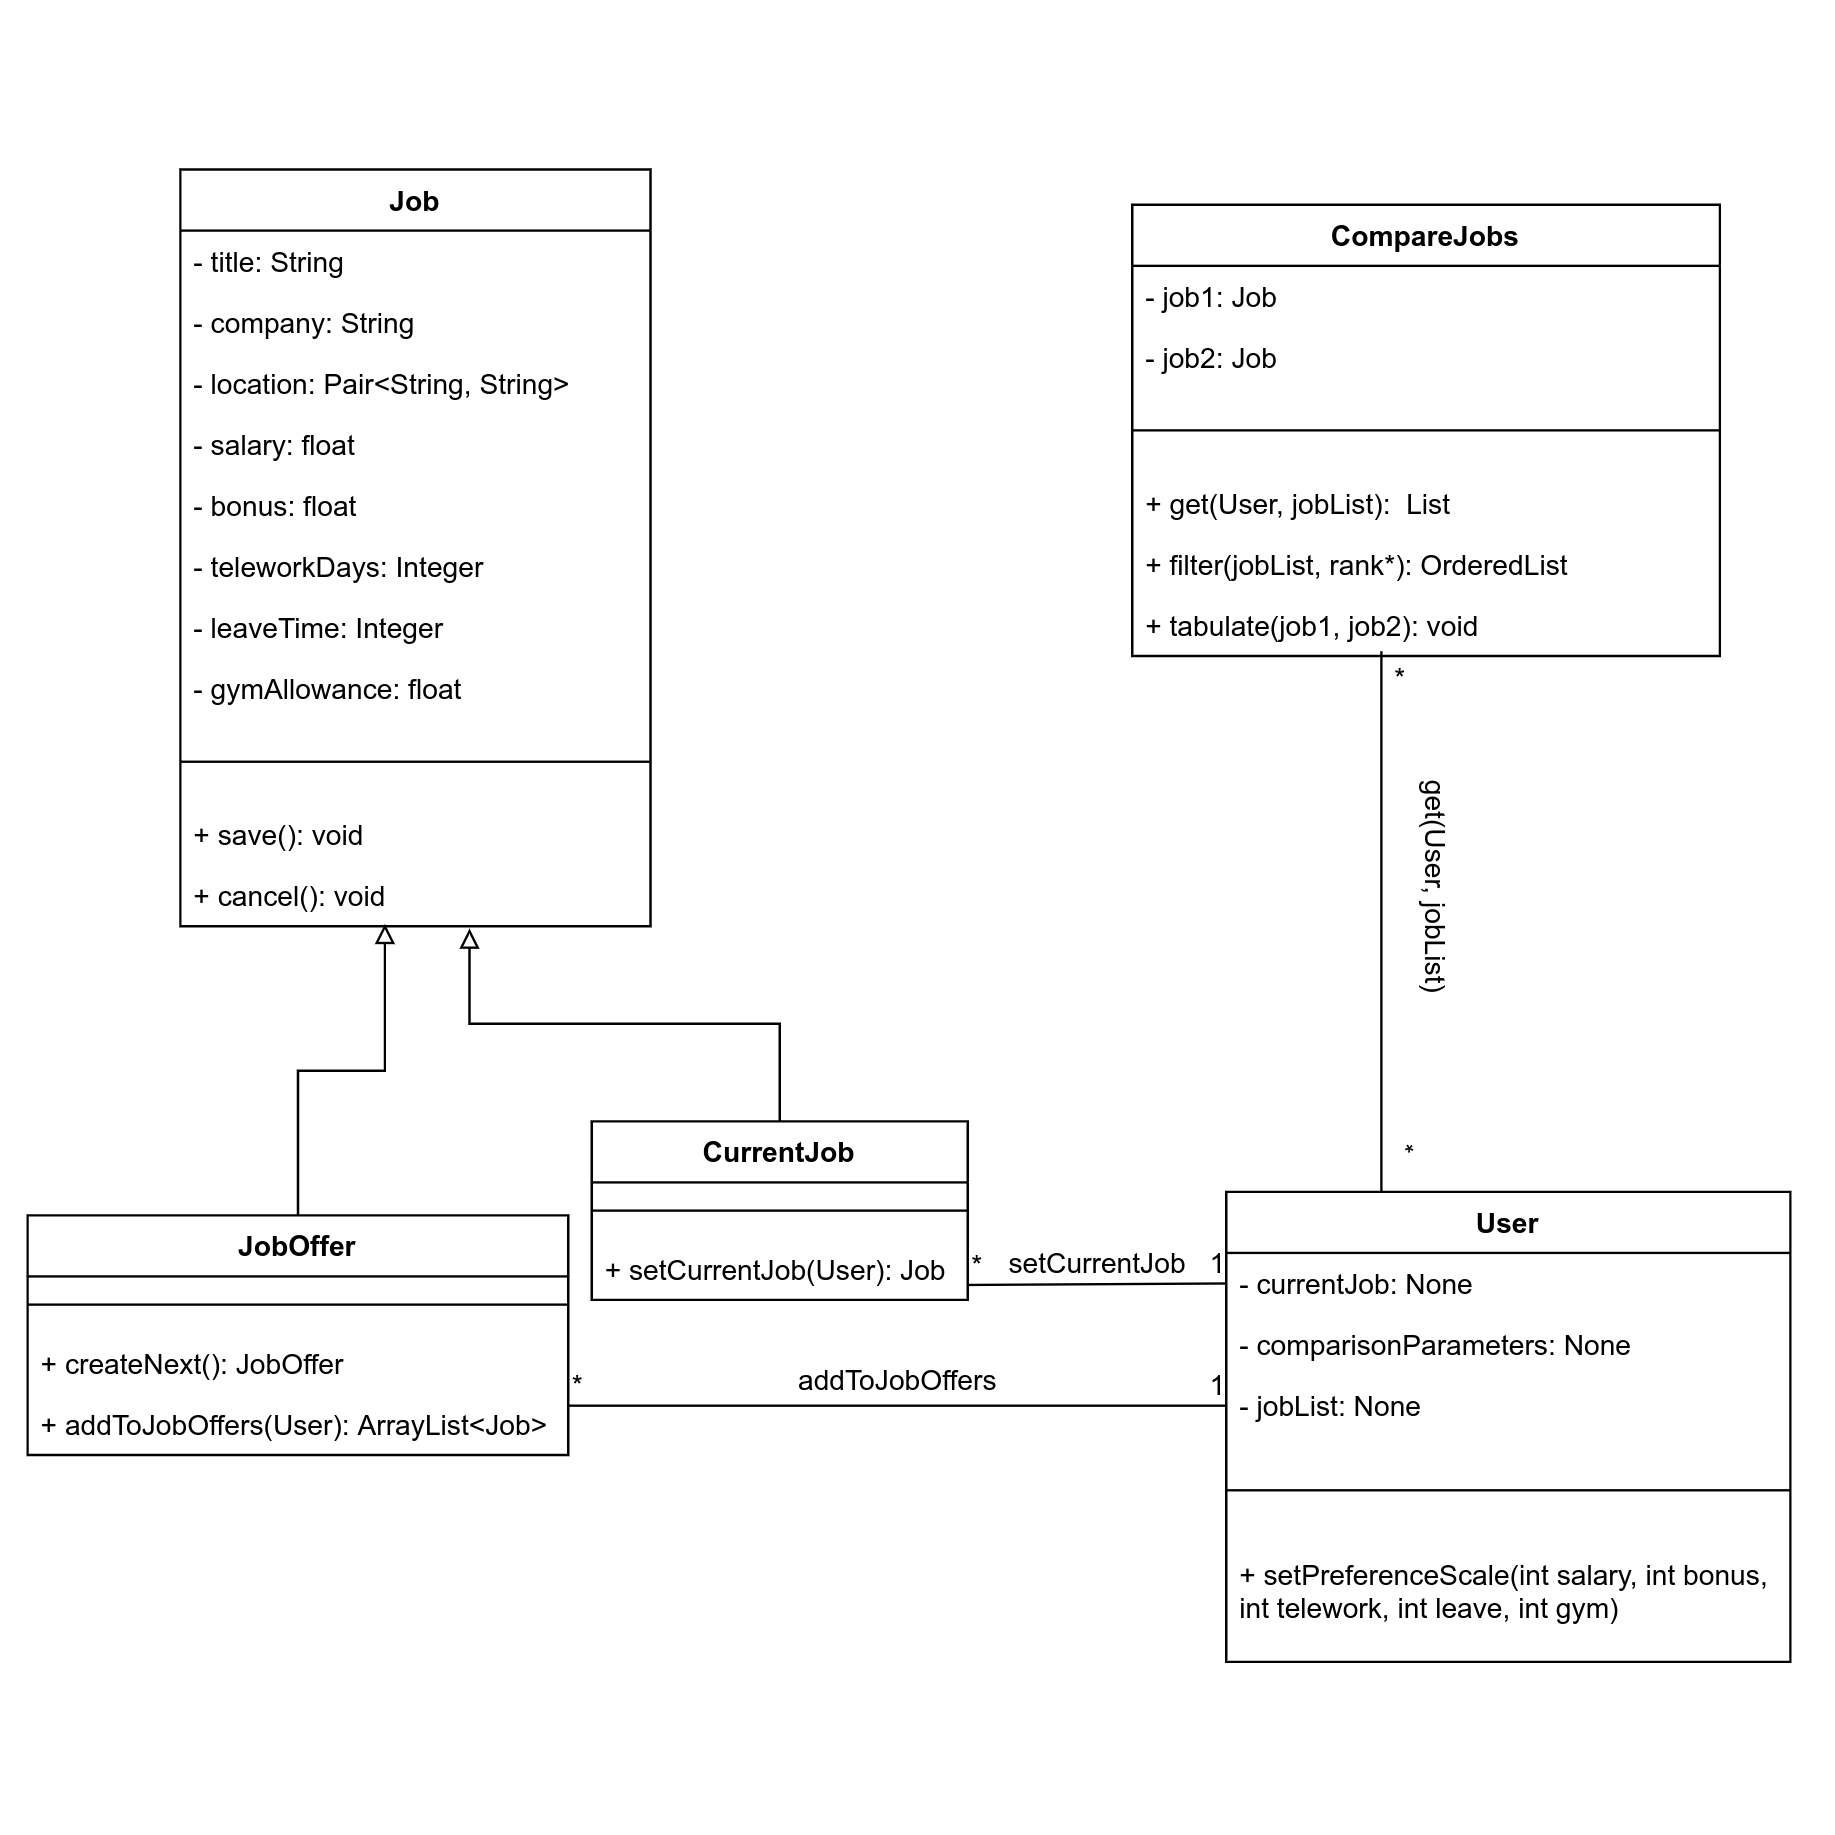 Job
- title: String
- company: String
- location: Pair<String, String>
- salary: float
- bonus: float
- teleworkDays: Integer
- leaveTime: Integer
- gymAllowance: float
+ save(): void
+ cancel(): void
CompareJobs
- job1: Job
- job2: Job
+ get(User, jobList):  List
+ filter(jobList, rank*): OrderedList
+ tabulate(job1, job2): void
*
get(User, jobList)
*
CurrentJob
+ setCurrentJob(User): Job
* setCurrentJob 1
JobOffer
+ createNext(): JobOffer
+ addToJobOffers(User): ArrayList<Job>
* addToJobOffers 1
User
- currentJob: None
- comparisonParameters: None
- jobList: None
+ setPreferenceScale(int salary, int bonus,
int telework, int leave, int gym)